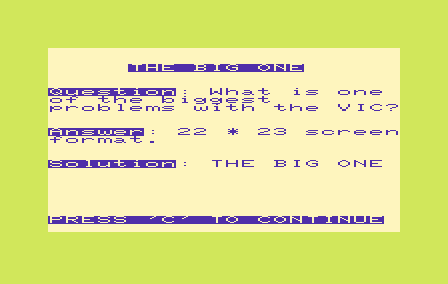 THE BIG ONE
Question: What is one
of the biggest
problems with the VIC?
Answer: 22 * 23 screen
format.
Solution: THE BIG ONE
PRESS 'C' TO CONTINUE